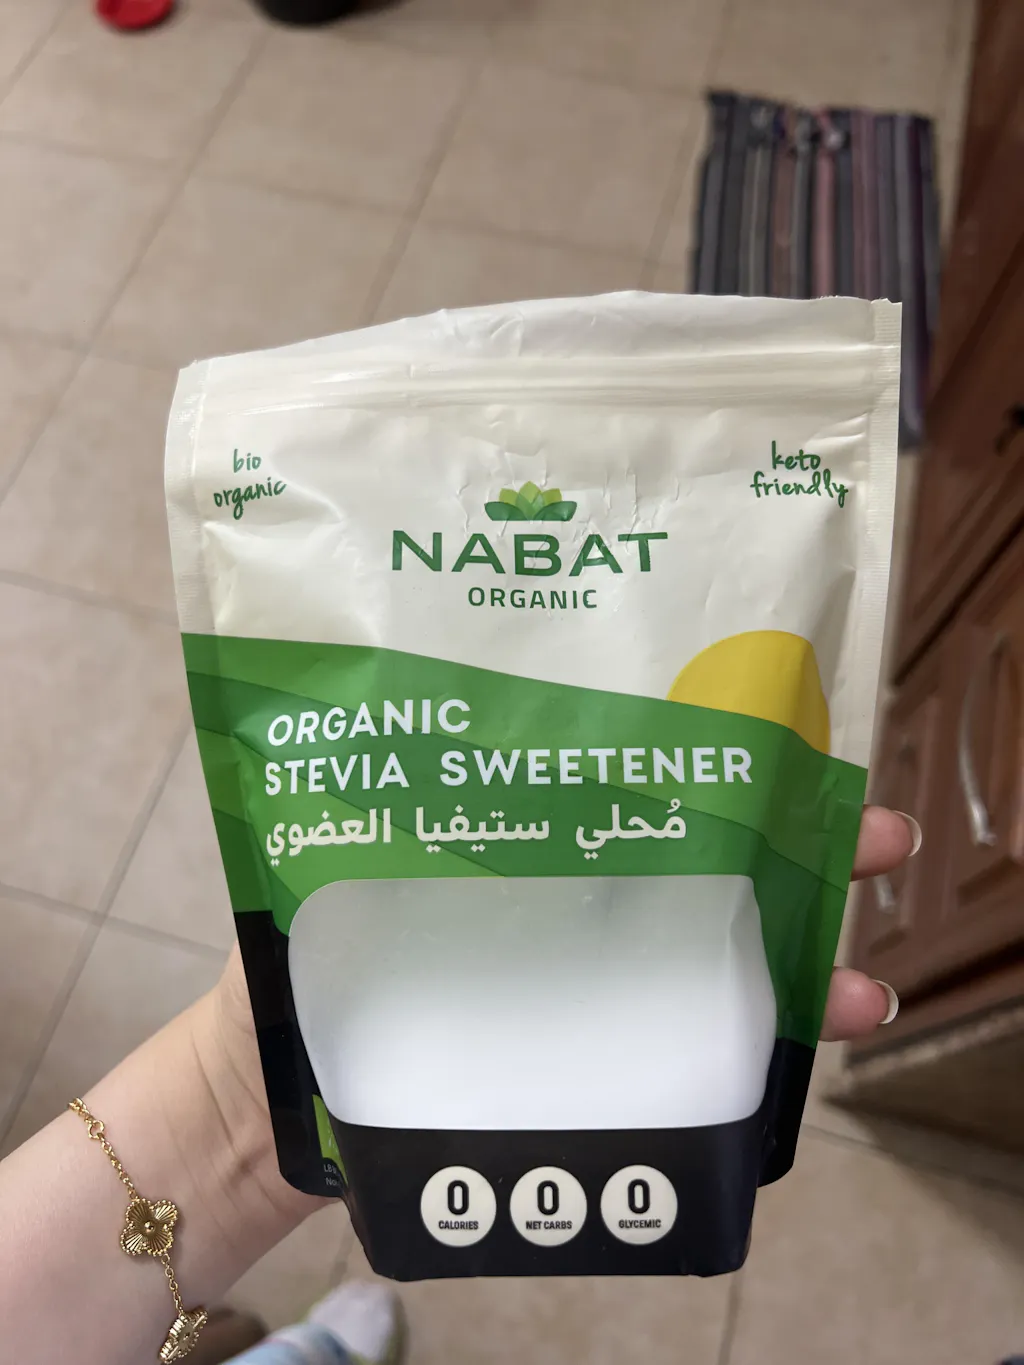 bio
organic
keto
friendly
NABAT
ORGANIC
ORGANIC
STEVIA SWEETENER
مُحلي ستيفيا العضوي
0
CALORIES
0
NET CARBS
0
GLYCEMIC